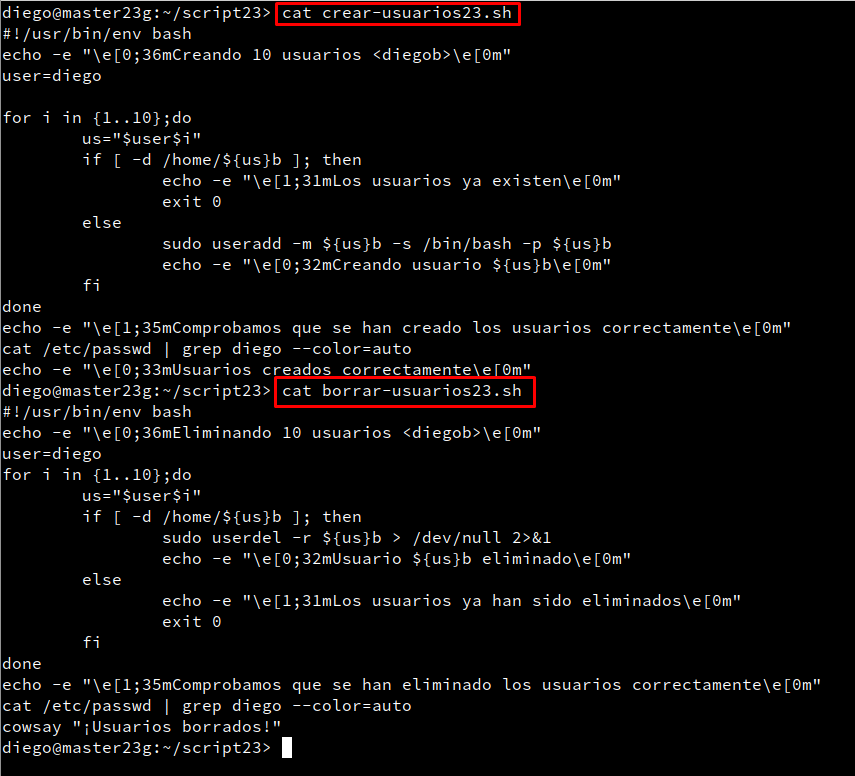 diego@master23g:~/script23> cat crear-usuarios23.sh
#!/usr/bin/env bash
echo -e "\e[0;36mCreando 10 usuarios <diegob>\e[0m"
user=diego

for i in {1..10};do
        us="$user$i"
        if [ -d /home/${us}b ]; then
                echo -e "\e[1;31mLos usuarios ya existen\e[0m"
                exit 0
        else
                sudo useradd -m ${us}b -s /bin/bash -p ${us}b
                echo -e "\e[0;32mCreando usuario ${us}b\e[0m"
        fi
done
echo -e "\e[1;35mComprobamos que se han creado los usuarios correctamente\e[0m"
cat /etc/passwd | grep diego --color=auto
echo -e "\e[0;33mUsuarios creados correctamente\e[0m"
diego@master23g:~/script23> cat borrar-usuarios23.sh
#!/usr/bin/env bash
echo -e "\e[0;36mEliminando 10 usuarios <diegob>\e[0m"
user=diego
for i in {1..10};do
        us="$user$i"
        if [ -d /home/${us}b ]; then
                sudo userdel -r ${us}b > /dev/null 2>&1
                echo -e "\e[0;32mUsuario ${us}b eliminado\e[0m"
        else
                echo -e "\e[1;31mLos usuarios ya han sido eliminados\e[0m"
                exit 0
        fi
done
echo -e "\e[1;35mComprobamos que se han eliminado los usuarios correctamente\e[0m"
cat /etc/passwd | grep diego --color=auto
cowsay "¡Usuarios borrados!"
diego@master23g:~/script23>